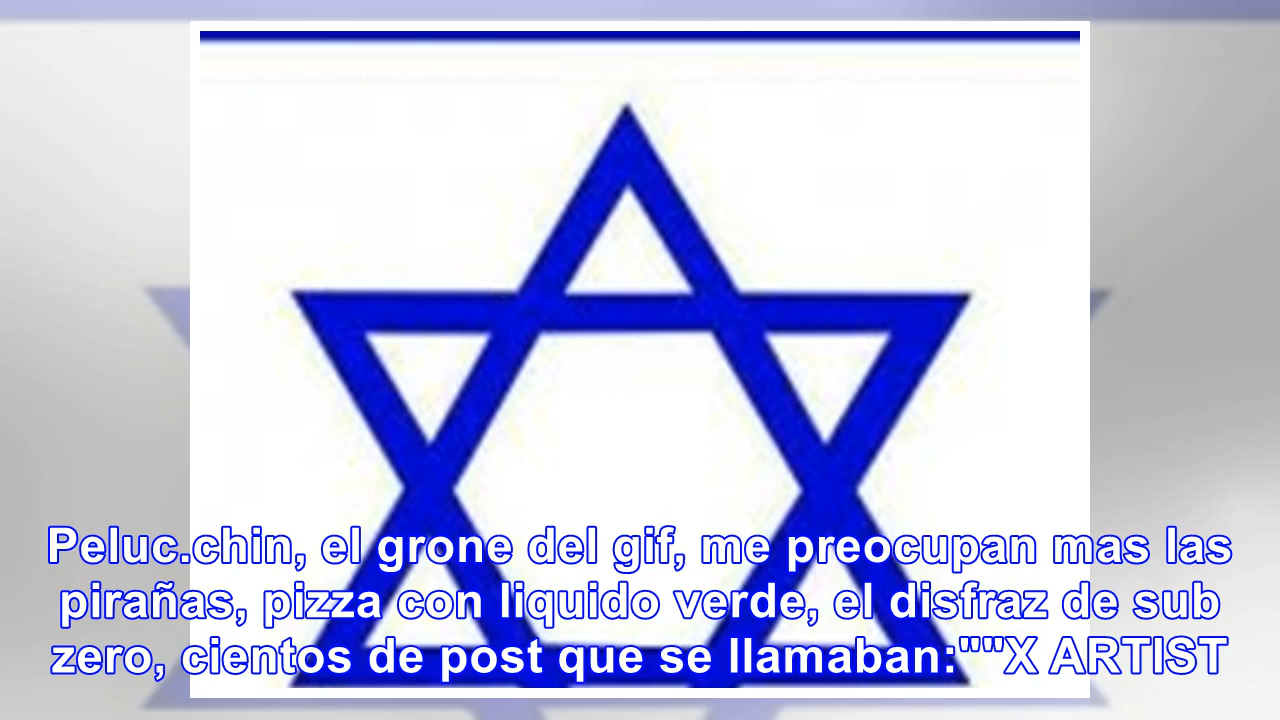 Peluc.chin, el grone del gif, me preocupan mas las
pirañas, pizza con liquido verde, el disfraz de sub
zero, cientos de post que se llamaban:""X ARTIST